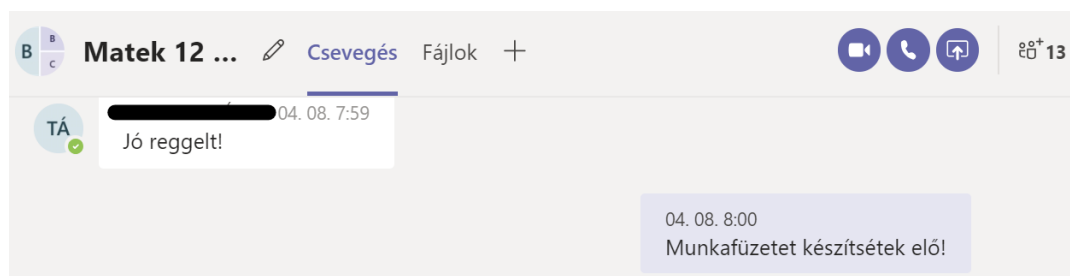 B B C Matek 12 ... Csevegés Fájlok 13
TÁ 04. 08. 7:59
Jó reggelt!
04. 08. 8:00
Munkafüzetet készítsétek elő!